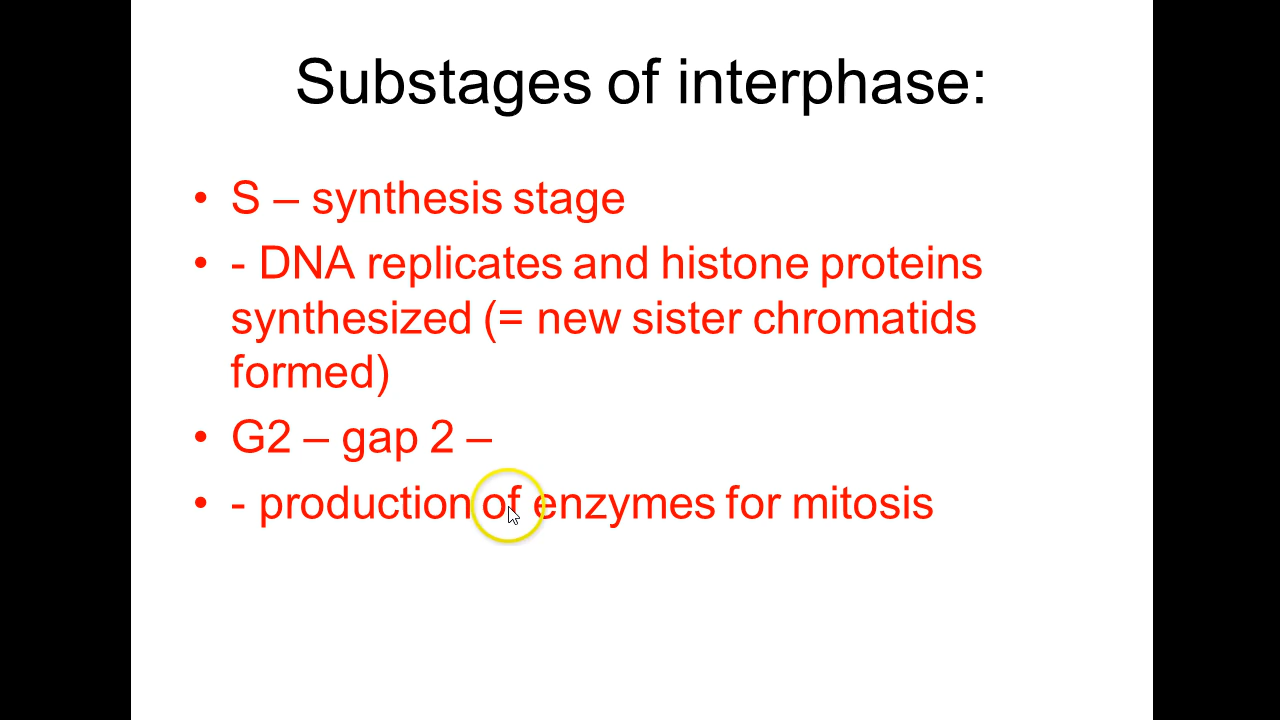 Substages of interphase:
• S – synthesis stage
• - DNA replicates and histone proteins
synthesized (= new sister chromatids
formed)
• G2 – gap 2 –
• - production of enzymes for mitosis